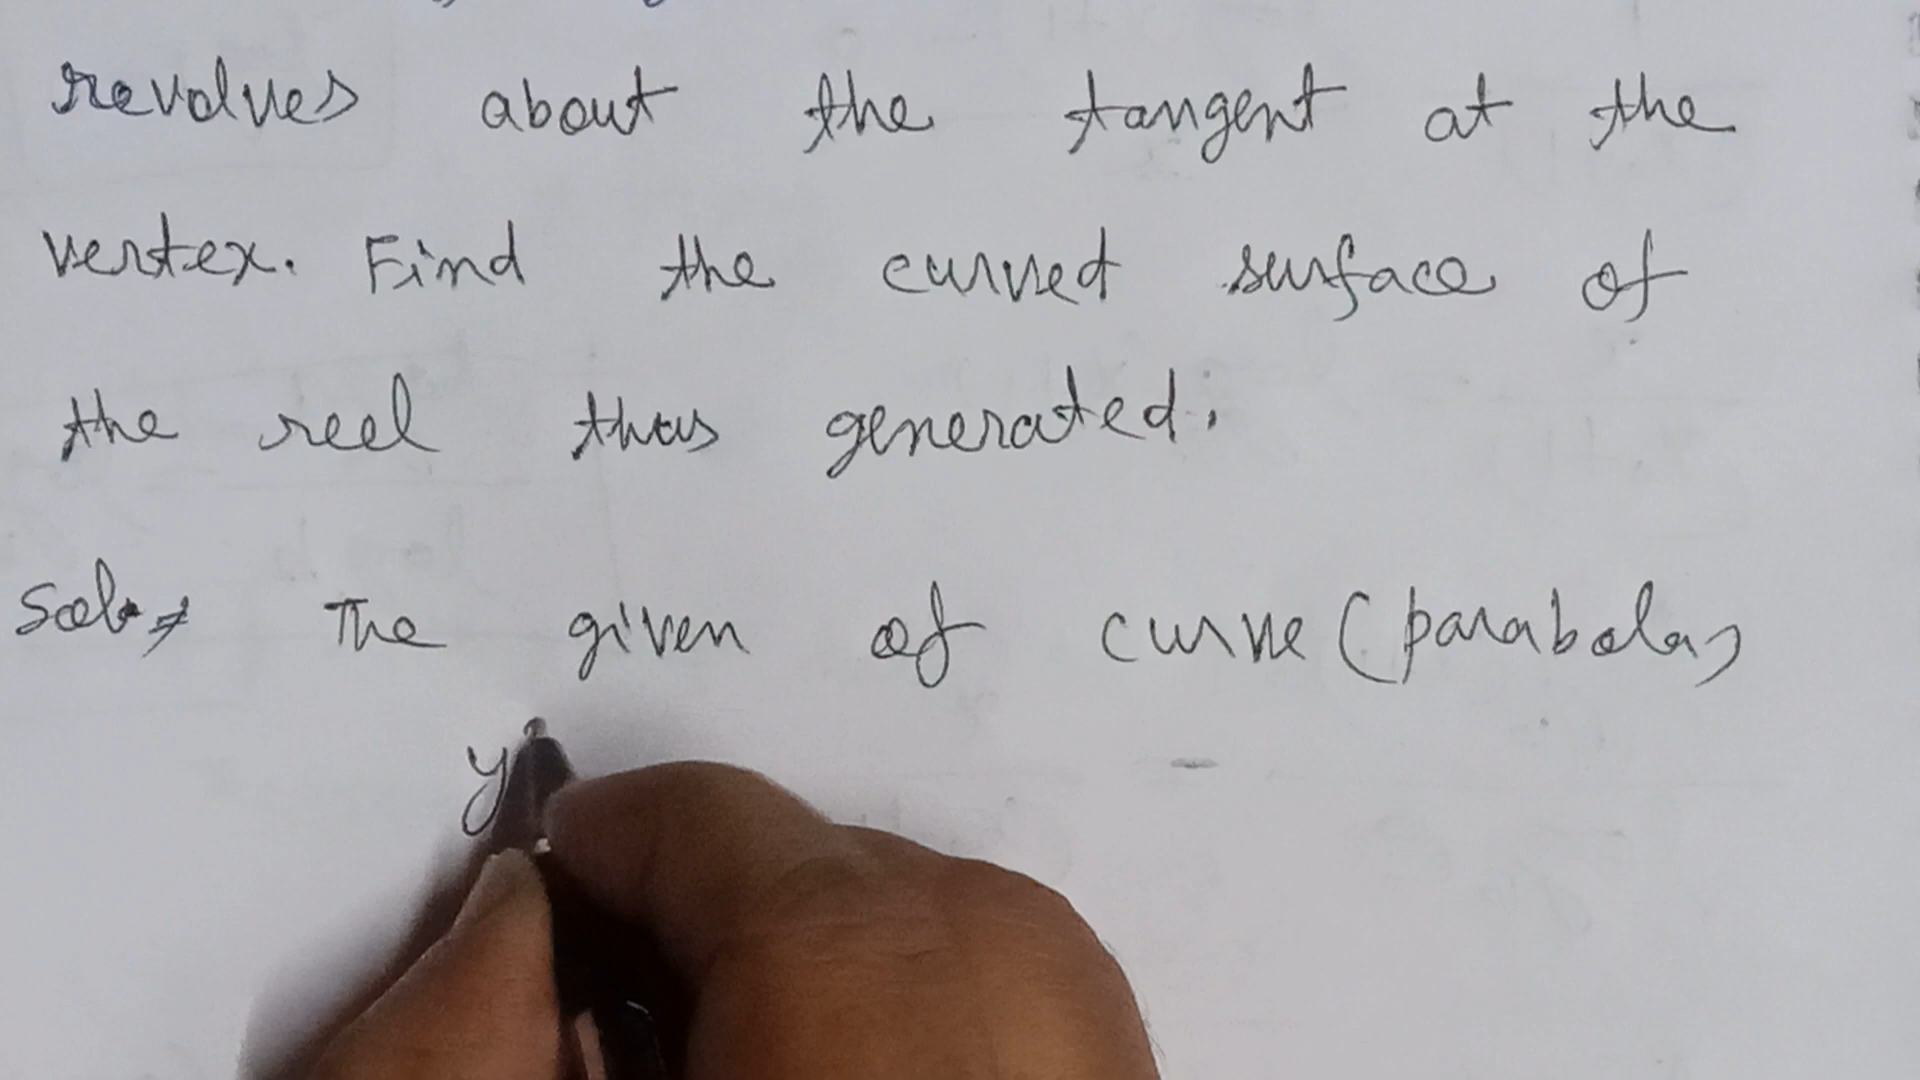 revolves about the tangent at the
vertex. Find the curved surface of
the reel thus generated.
Sol. The given of curve (parabola)
y